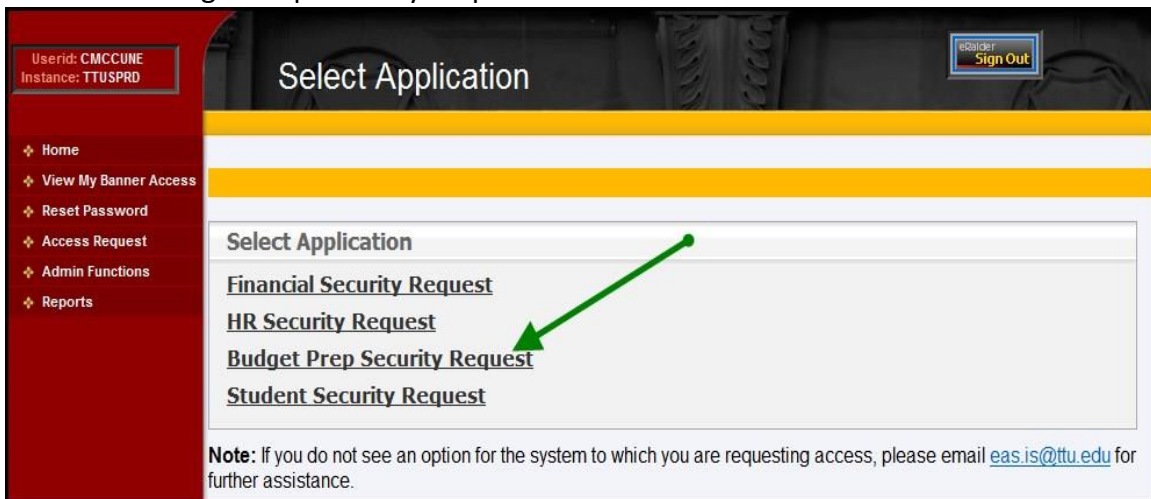 Userid: CMCCUNE
Instance: TTUSPRD
Select Application
eRaider
Sign Out
Home
View My Banner Access
Reset Password
Access Request
Admin Functions
Reports
Select Application
Financial Security Request
HR Security Request
Budget Prep Security Request
Student Security Request
Note: If you do not see an option for the system to which you are requesting access, please email eas.is@ttu.edu for
further assistance.